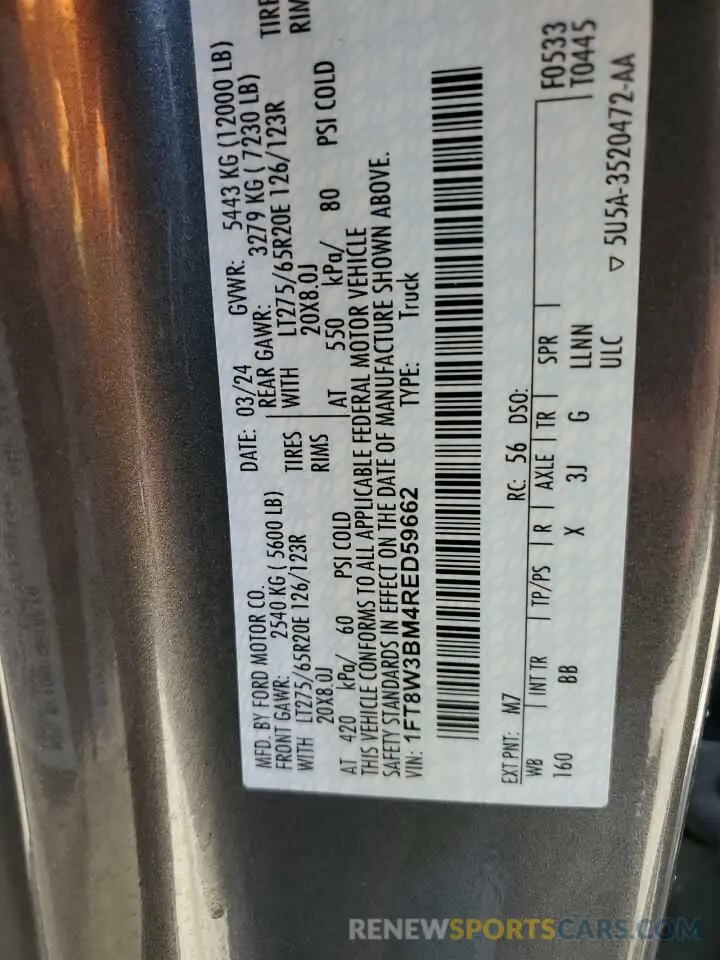 MFD. BY FORD MOTOR CO.
DATE: 03/24 GVWR: 5443 KG (12000 LB)
FRONT GAWR: 2540 KG ( 5600 LB) REAR GAWR: 3279 KG ( 7230 LB)
WITH LT275/65R20E 126/123R TIRES WITH LT275/65R20E 126/123R TIRE
20X8.0J RIMS 20X8.0J RIM
AT 420 kPa/ 60 PSI COLD AT 550 kPa/ 80 PSI COLD
THIS VEHICLE CONFORMS TO ALL APPLICABLE FEDERAL MOTOR VEHICLE
SAFETY STANDARDS IN EFFECT ON THE DATE OF MANUFACTURE SHOWN ABOVE.
VIN: 1FT8W3BM4RED59662 TYPE: Truck
EXT PNT: M7 RC: 56 DSO:
F0533
WB INT TR TP/PS R AXLE TR SPR
T0445
160 BB X 3J G LLNN
ULC ▽ 5U5A-3520472-AA
RENEWSPORTSCARS.COM